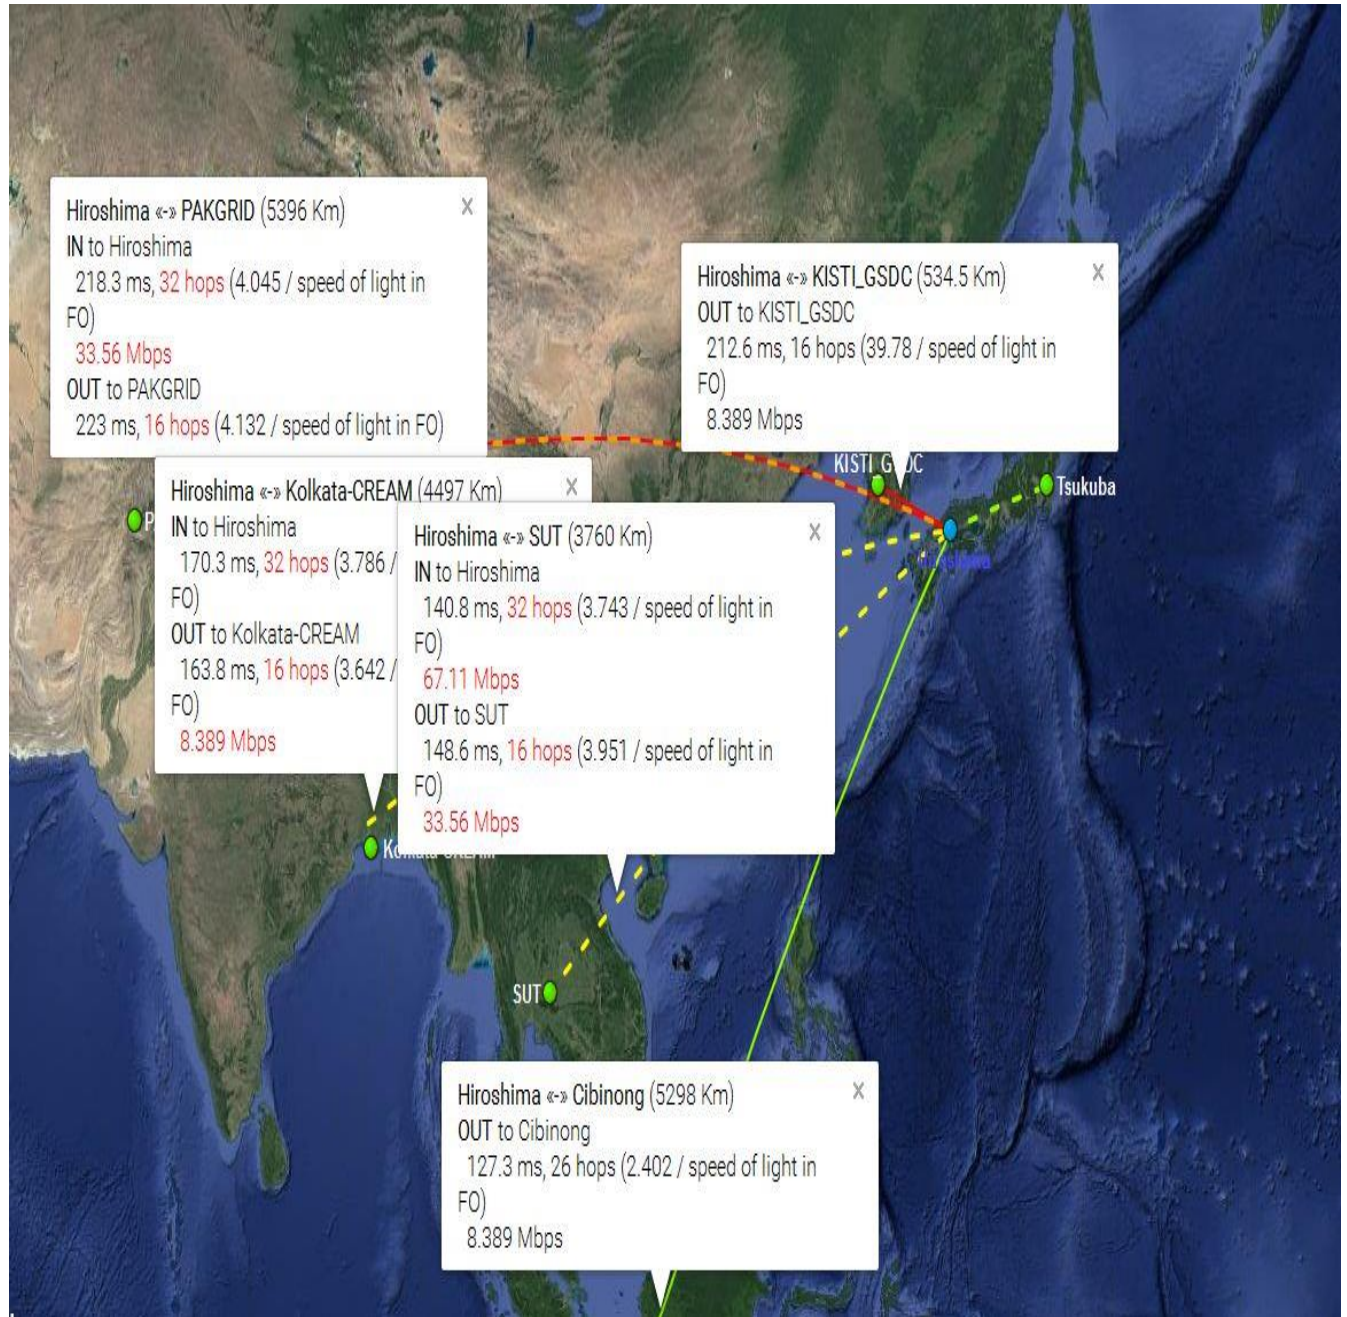 Hiroshima «-» PAKGRID (5396 Km) ×
IN to Hiroshima
218.3 ms, 32 hops (4.045 / speed of light in
FO)
33.56 Mbps
OUT to PAKGRID
223 ms, 16 hops (4.132 / speed of light in FO)
Hiroshima «-» KISTI_GSDC (534.5 Km) ×
OUT to KISTI_GSDC
212.6 ms, 16 hops (39.78 / speed of light in
FO)
8.389 Mbps
KISTI_GSDC
Tsukuba
P
Hiroshima «-» Kolkata-CREAM (4497 Km) ×
IN to Hiroshima
170.3 ms, 32 hops (3.786 /
FO)
OUT to Kolkata-CREAM
163.8 ms, 16 hops (3.642 /
FO)
8.389 Mbps
Hiroshima «-» SUT (3760 Km) ×
IN to Hiroshima
140.8 ms, 32 hops (3.743 / speed of light in
FO)
67.11 Mbps
OUT to SUT
148.6 ms, 16 hops (3.951 / speed of light in
FO)
33.56 Mbps
Hiroshima
Kolkata-CREAM
SUT
Hiroshima «-» Cibinong (5298 Km) ×
OUT to Cibinong
127.3 ms, 26 hops (2.402 / speed of light in
FO)
8.389 Mbps